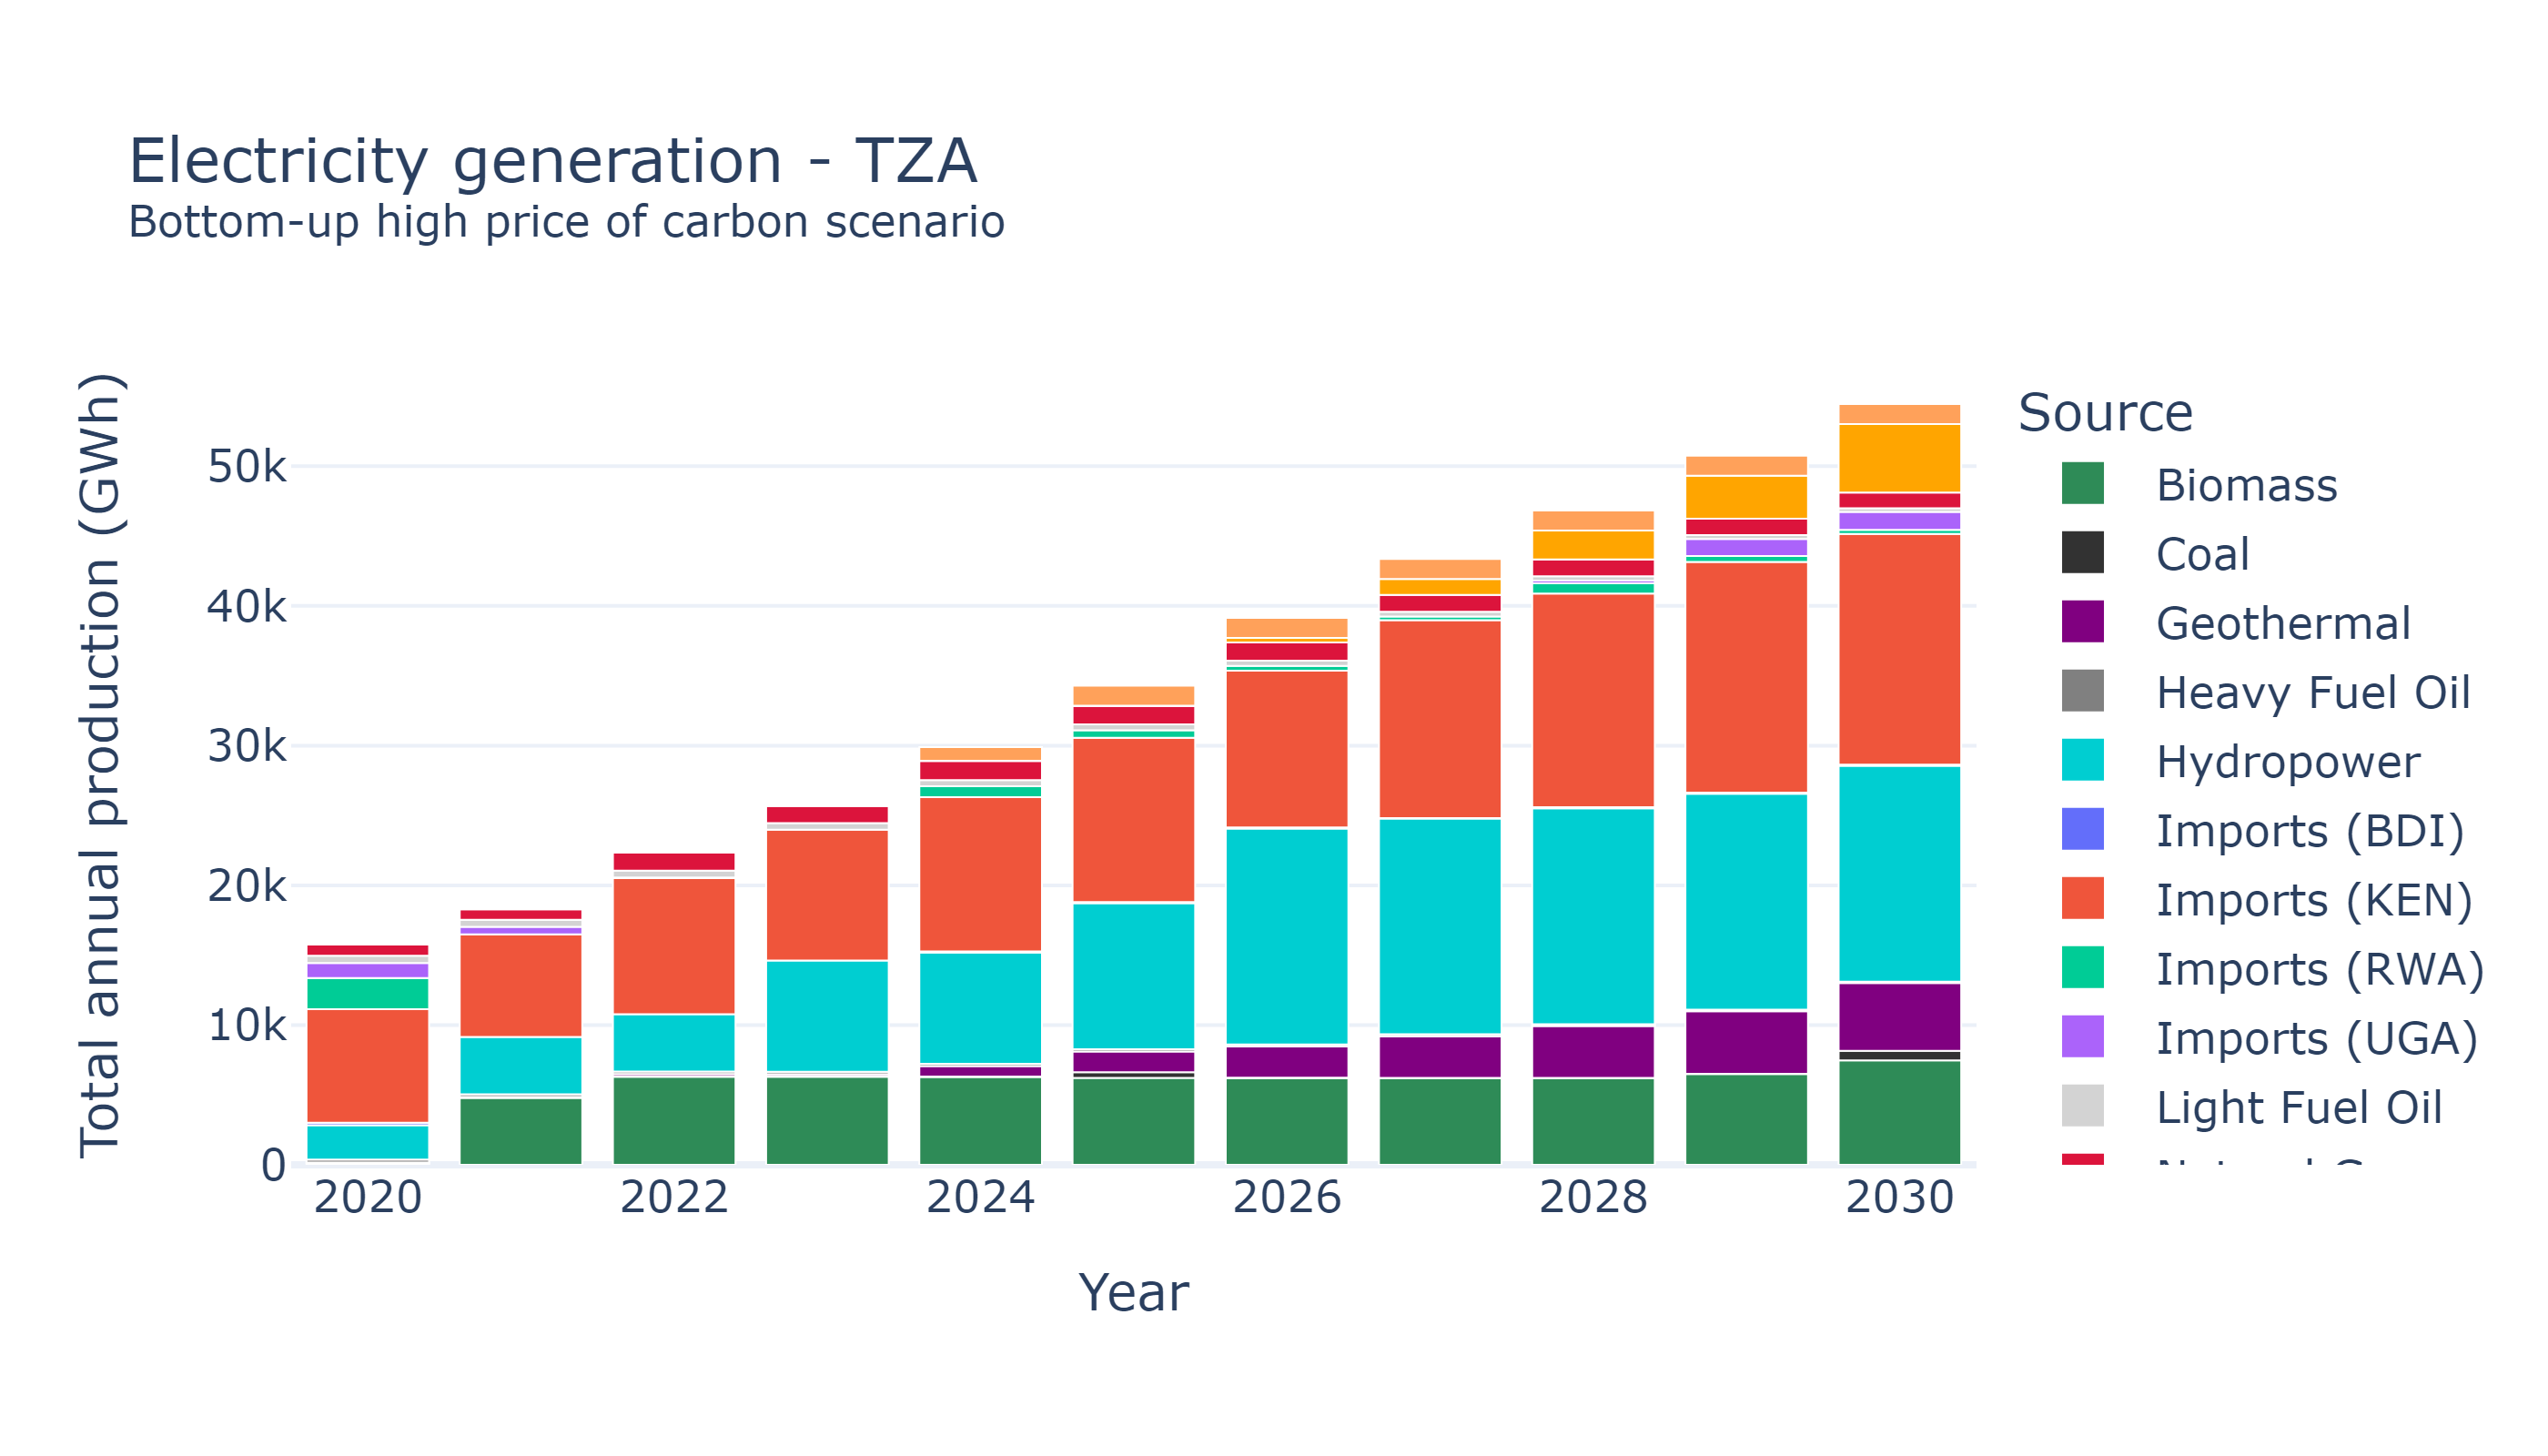 Electricity generation - TZA
Bottom-up high price of carbon scenario
Total annual production (GWh)
50k
40k
30k
20k
10k
0
2020
2022
2024
2026
2028
2030
Year
Source
Biomass
Coal
Geothermal
Heavy Fuel Oil
Hydropower
Imports (BDI)
Imports (KEN)
Imports (RWA)
Imports (UGA)
Light Fuel Oil